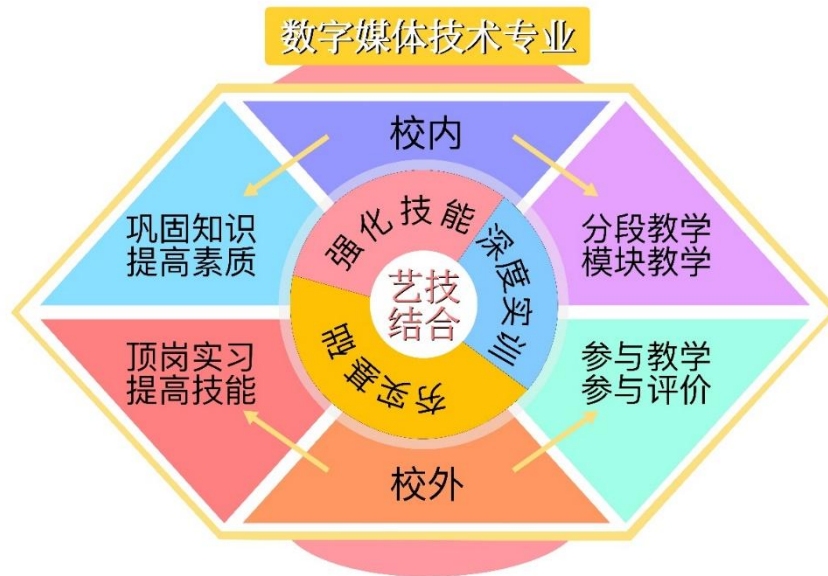 数字媒体技术专业
校内
巩固知识
提高素质
分段教学
模块教学
强化技能
深度实训
夯实基础
艺技
结合
顶岗实习
提高技能
参与教学
参与评价
校外